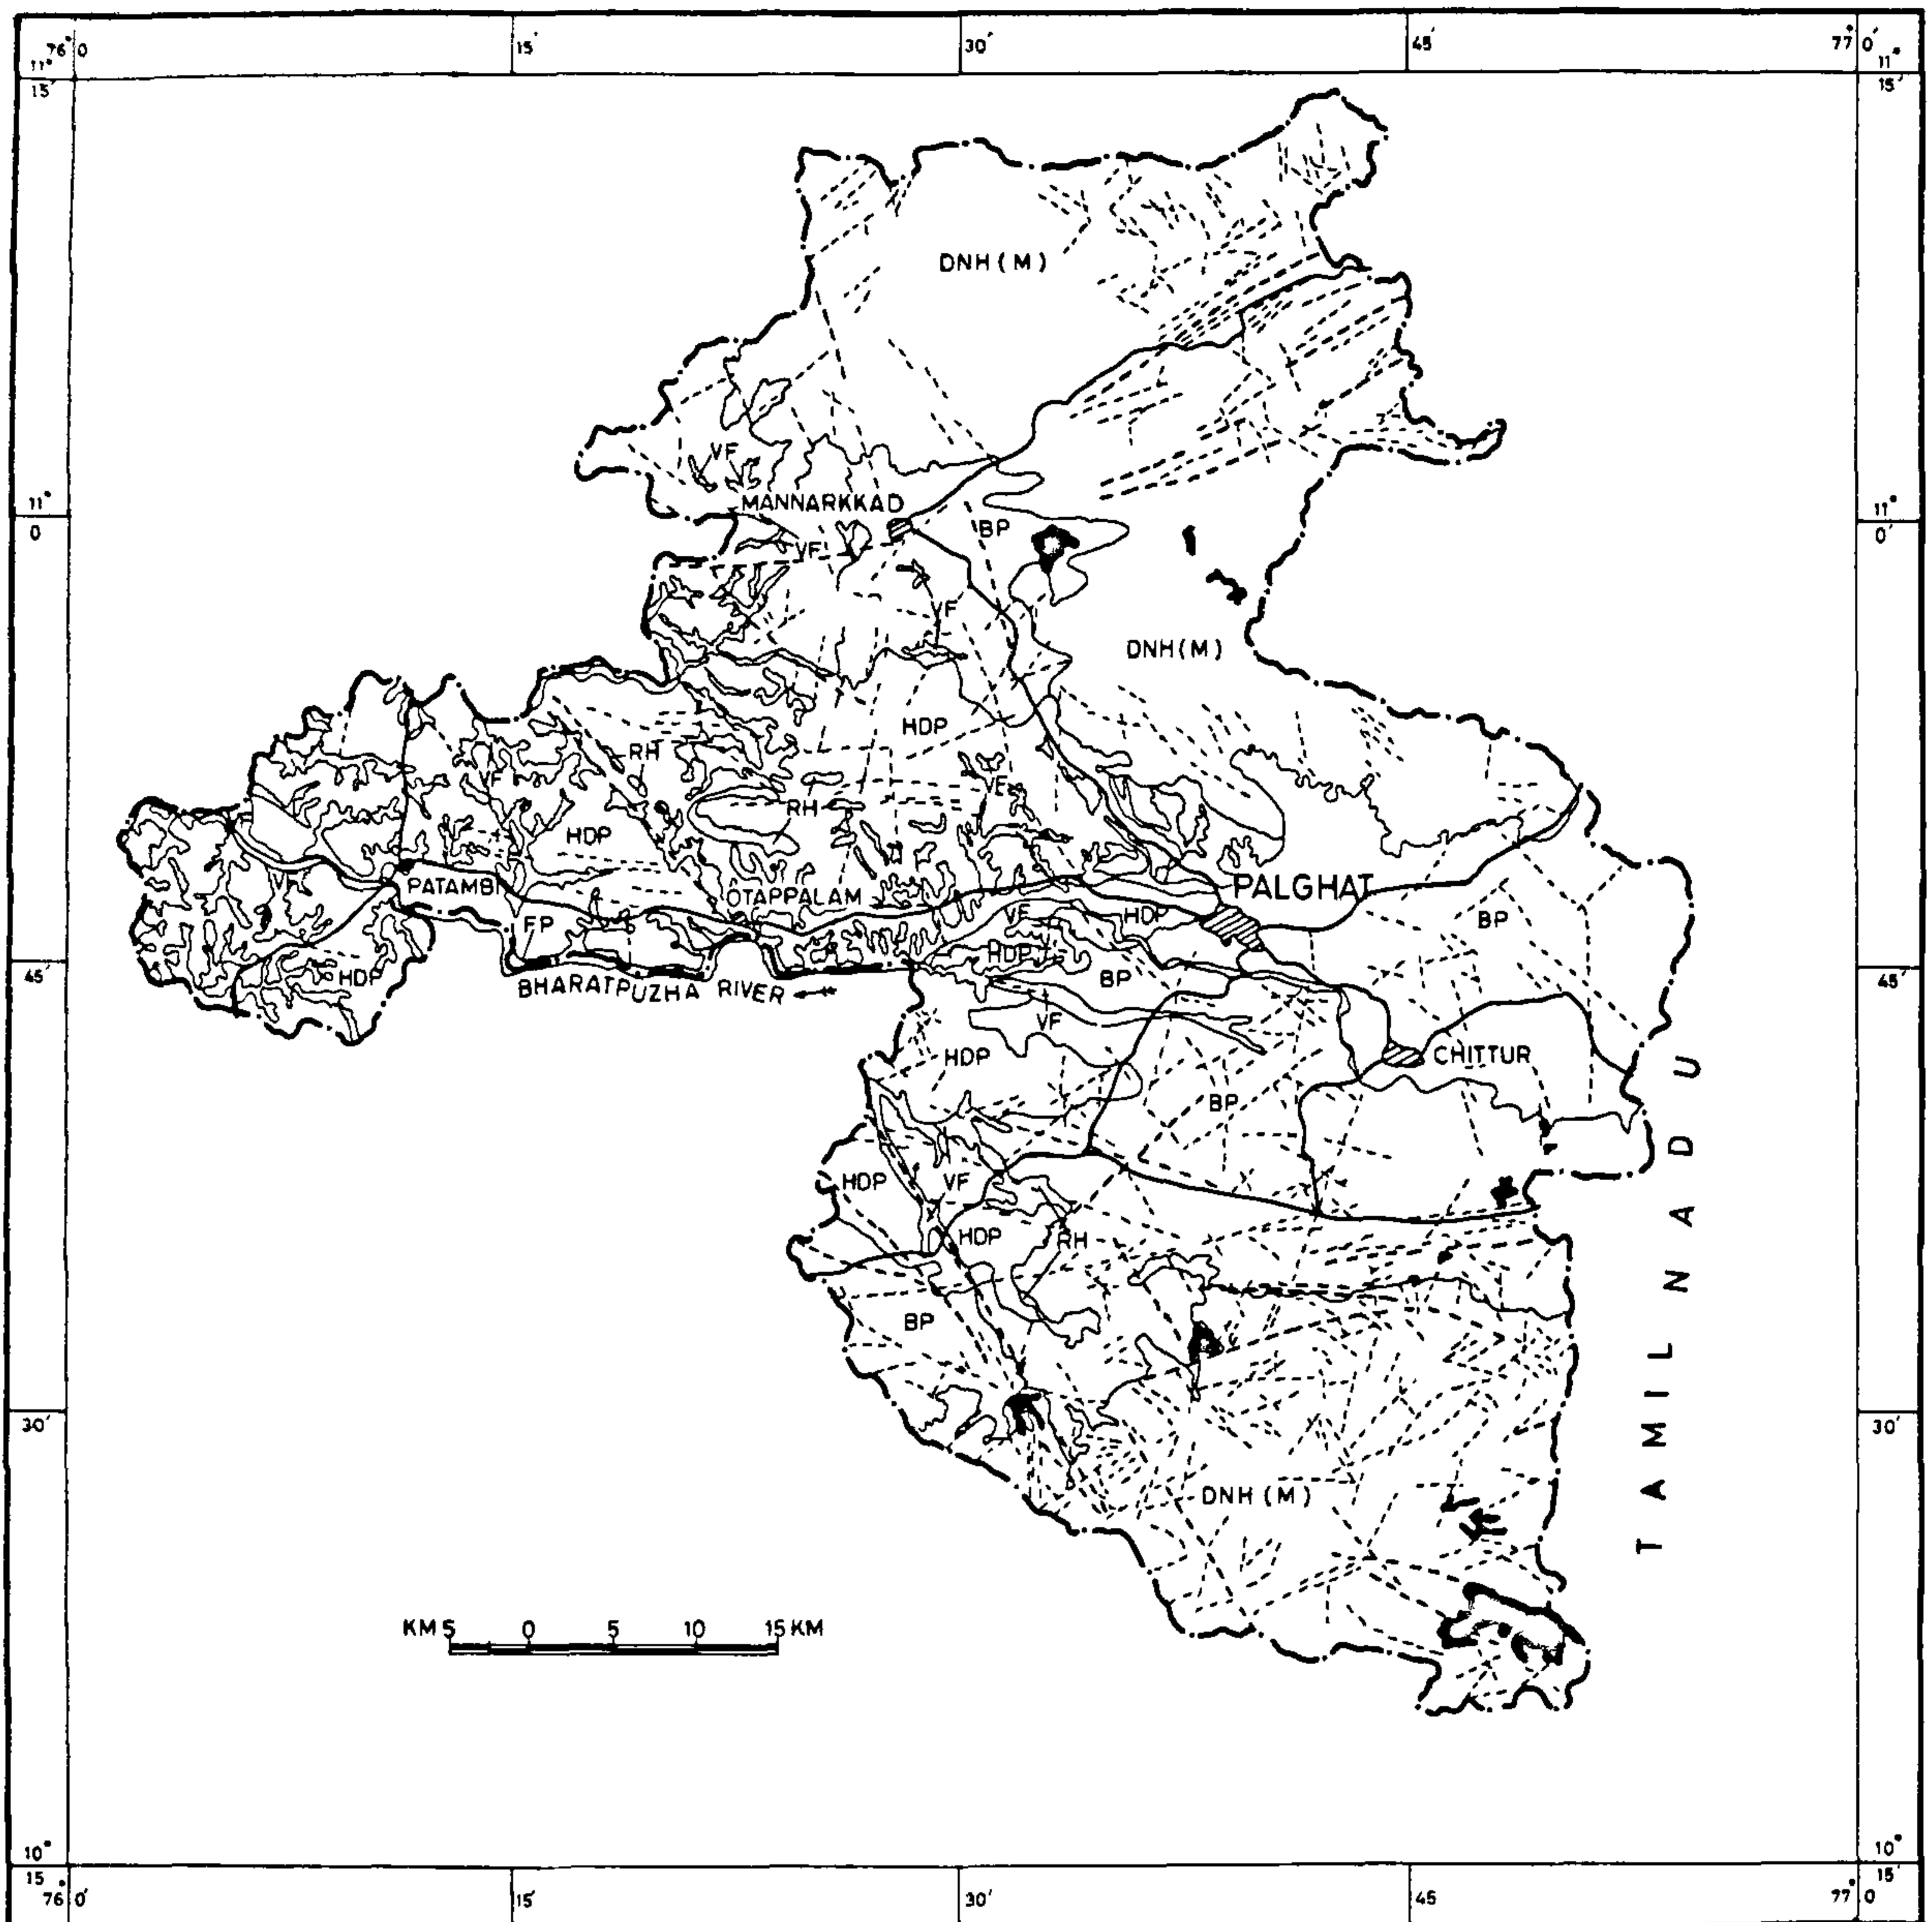 76°0 15' 30' 45' 77°0'
11° 15' 11° 15'
DNH (M)
VF
MANNARKKAD
11° 0' 11° 0'
BP
VF
VF
DNH (M)
HDP
RH
VF
VF
RH
HDP
PATAMBI
OTAPPALAM
PALGHAT
VF
FP
VF
HDP
BP
HDP
HDP
BP
45' 45'
BHARATPUZHA RIVER
VF
HDP
CHITTUR
BP
HDP
VF
HDP
RH
TAMIL NADU
BP
30' 30'
DNH (M)
KM 5 0 5 10 15 KM
10° 15' 10° 15'
76°0' 15' 30' 45 77°0